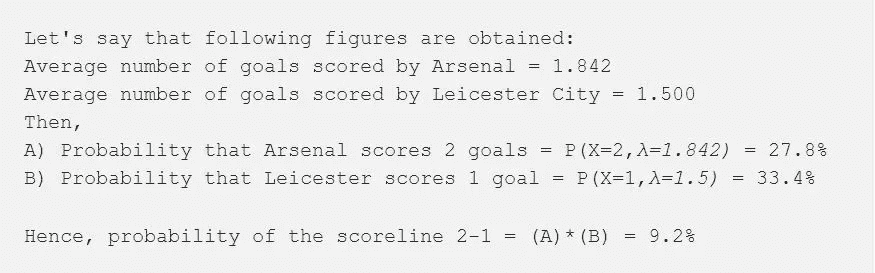 Let's say that following figures are obtained:
Average number of goals scored by Arsenal = 1.842
Average number of goals scored by Leicester City = 1.500
Then,
A) Probability that Arsenal scores 2 goals = P(X=2,λ=1.842) = 27.8%
B) Probability that Leicester scores 1 goal = P(X=1,λ=1.5) = 33.4%
Hence, probability of the scoreline 2-1 = (A)*(B) = 9.2%